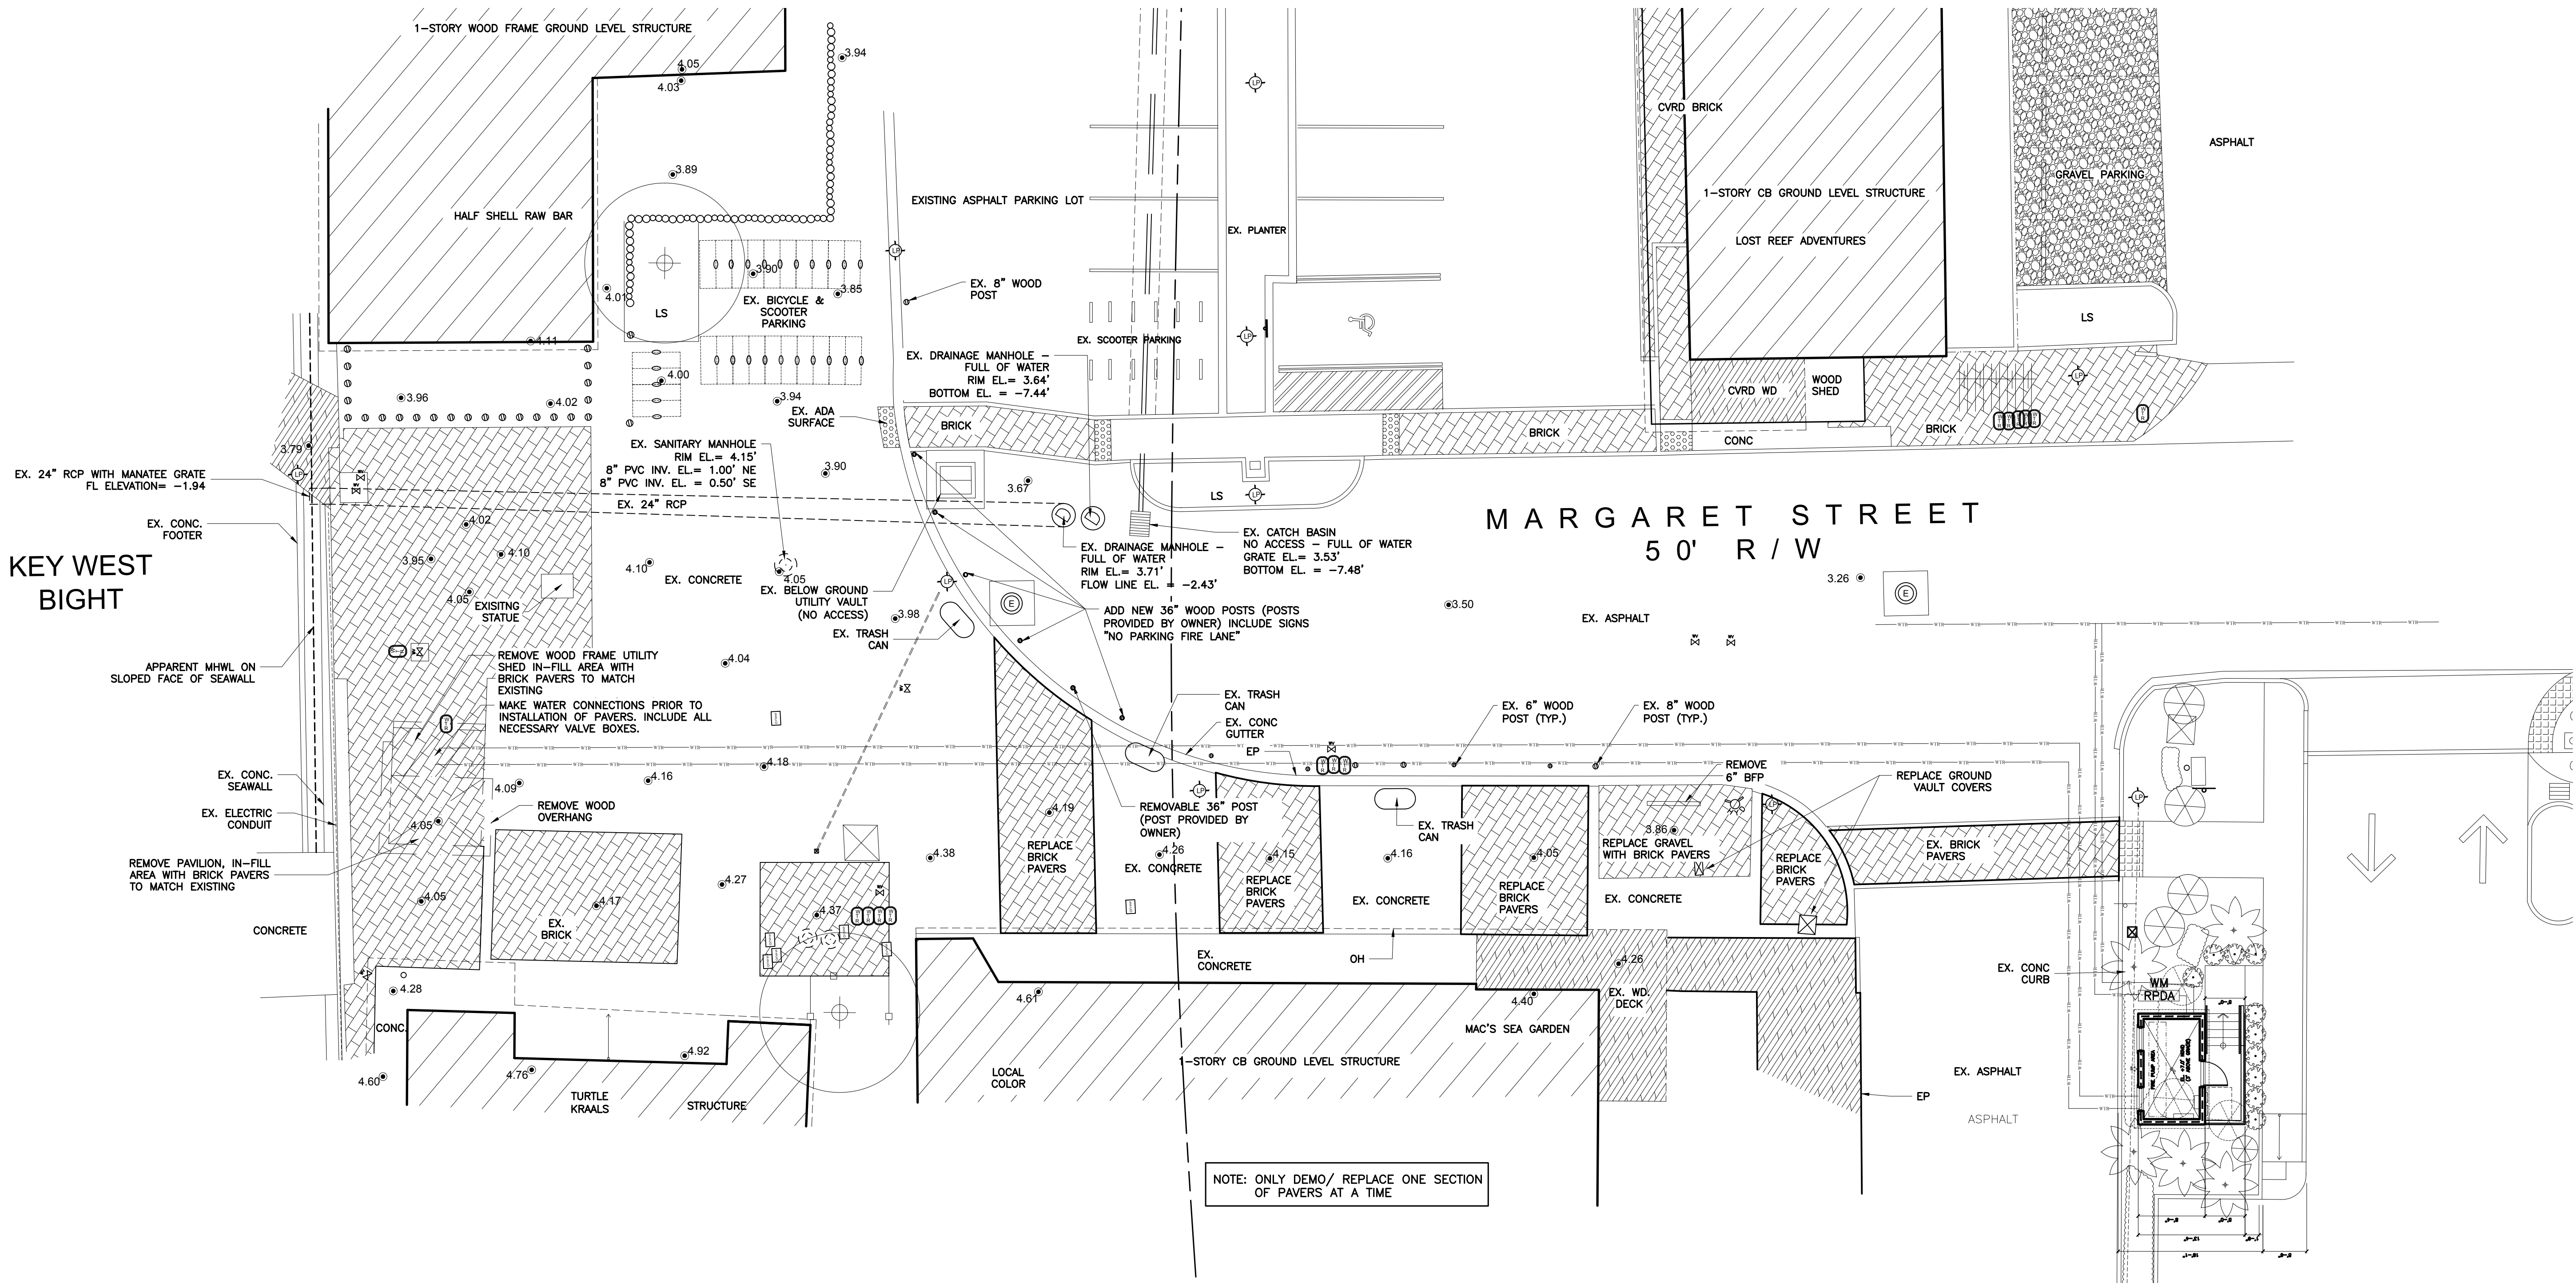 1-STORY WOOD FRAME GROUND LEVEL STRUCTURE
4.05
4.03
3.94
3.89
HALF SHELL RAW BAR
4.01
LS
3.90
3.85
EX. BICYCLE &
SCOOTER
PARKING
4.11
4.00
3.96
4.02
3.94
3.79
LP
EXISTING ASPHALT PARKING LOT
EX. 8" WOOD
POST
EX. PLANTER
LP
LP
LP
EX. SCOOTER PARKING
EX. DRAINAGE MANHOLE –
FULL OF WATER
RIM EL.= 3.64'
BOTTOM EL. = -7.44'
EX. ADA
SURFACE
BRICK
BRICK
CVRD BRICK
1-STORY CB GROUND LEVEL STRUCTURE
LOST REEF ADVENTURES
CVRD WD
WOOD
SHED
CONC
BRICK
GRAVEL PARKING
ASPHALT
LS
LP
EX. SANITARY MANHOLE
RIM EL.= 4.15'
8" PVC INV. EL.= 1.00' NE
8" PVC INV. EL. = 0.50' SE
3.90
3.67
LS
LP
EX. 24" RCP WITH MANATEE GRATE
FL ELEVATION= -1.94
EX. 24" RCP
EX. CONC.
FOOTER
KEY WEST
BIGHT
MARGARET STREET
50' R/W
4.02
3.95
4.10
4.05
EXISITNG
STATUE
4.10
EX. CONCRETE
4.05
EX. BELOW GROUND
UTILITY VAULT
(NO ACCESS)
LP
3.98
EX. TRASH
CAN
E
EX. DRAINAGE MANHOLE –
FULL OF WATER
RIM EL.= 3.71'
FLOW LINE EL. = -2.43'
EX. CATCH BASIN
NO ACCESS – FULL OF WATER
GRATE EL.= 3.53'
BOTTOM EL. = -7.48'
ADD NEW 36" WOOD POSTS (POSTS
PROVIDED BY OWNER) INCLUDE SIGNS
"NO PARKING FIRE LANE"
3.50
EX. ASPHALT
3.26
E
APPARENT MHWL ON
SLOPED FACE OF SEAWALL
REMOVE WOOD FRAME UTILITY
SHED IN-FILL AREA WITH
BRICK PAVERS TO MATCH
EXISTING
MAKE WATER CONNECTIONS PRIOR TO
INSTALLATION OF PAVERS. INCLUDE ALL
NECESSARY VALVE BOXES.
4.04
EX. TRASH
CAN
EX. CONC
GUTTER
EP
EX. 6" WOOD
POST (TYP.)
EX. 8" WOOD
POST (TYP.)
EX. CONC.
SEAWALL
4.09
4.16
4.18
REMOVE WOOD
OVERHANG
EX. ELECTRIC
CONDUIT
4.05
REMOVE PAVILION, IN-FILL
AREA WITH BRICK PAVERS
TO MATCH EXISTING
4.05
4.17
EX.
BRICK
4.27
4.37
4.38
4.19
REPLACE
BRICK
PAVERS
LP
REMOVABLE 36" POST
(POST PROVIDED BY
OWNER)
4.26
EX. CONCRETE
4.15
REPLACE
BRICK
PAVERS
4.16
EX. TRASH
CAN
EX. CONCRETE
4.05
REPLACE
BRICK
PAVERS
REMOVE
6" BFP
LP
3.86
REPLACE GRAVEL
WITH BRICK PAVERS
EX. CONCRETE
REPLACE GROUND
VAULT COVERS
REPLACE
BRICK
PAVERS
EX. BRICK
PAVERS
LP
CONCRETE
EX.
CONCRETE
OH
4.28
CONC.
4.61
4.40
4.26
EX. WD.
DECK
MAC'S SEA GARDEN
1-STORY CB GROUND LEVEL STRUCTURE
LOCAL
COLOR
4.92
4.76
4.60
TURTLE
KRAALS
STRUCTURE
EX. CONC
CURB
WM
RPDA
EX. ASPHALT
EP
ASPHALT
NOTE: ONLY DEMO/ REPLACE ONE SECTION
OF PAVERS AT A TIME